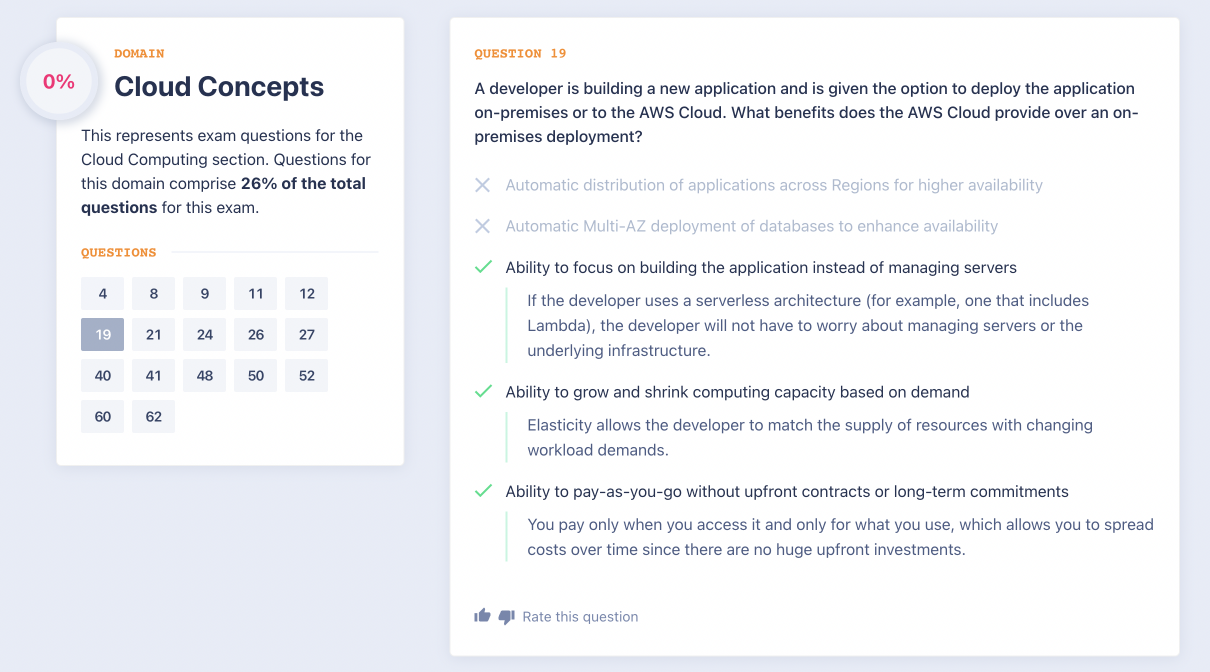 0%
DOMAIN
Cloud Concepts
This represents exam questions for the
Cloud Computing section. Questions for
this domain comprise 26% of the total
questions for this exam.
QUESTIONS
4 8 9 11 12
19 21 24 26 27
40 41 48 50 52
60 62
QUESTION 19
A developer is building a new application and is given the option to deploy the application
on-premises or to the AWS Cloud. What benefits does the AWS Cloud provide over an on-
premises deployment?
Automatic distribution of applications across Regions for higher availability
Automatic Multi-AZ deployment of databases to enhance availability
Ability to focus on building the application instead of managing servers
If the developer uses a serverless architecture (for example, one that includes
Lambda), the developer will not have to worry about managing servers or the
underlying infrastructure.
Ability to grow and shrink computing capacity based on demand
Elasticity allows the developer to match the supply of resources with changing
workload demands.
Ability to pay-as-you-go without upfront contracts or long-term commitments
You pay only when you access it and only for what you use, which allows you to spread
costs over time since there are no huge upfront investments.
Rate this question